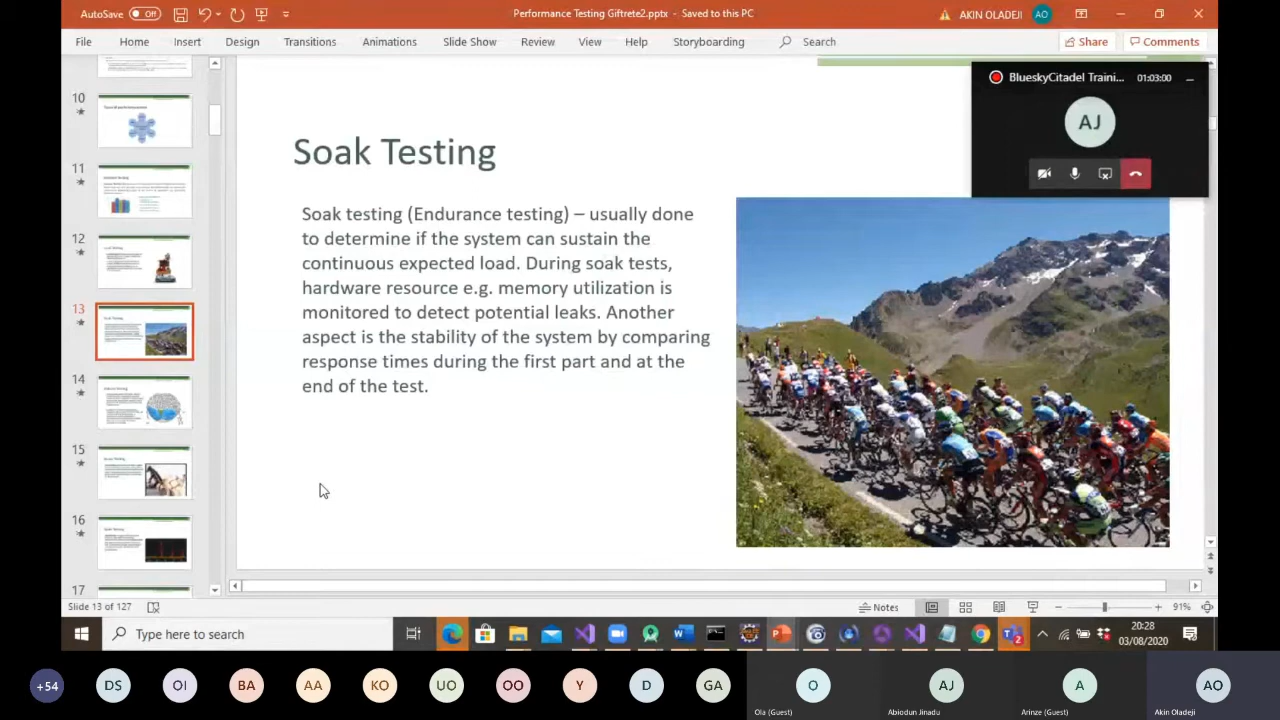 AutoSave Off
Performance Testing Giftrete2.pptx - Saved to this PC
AKIN OLADEJI AO
File Home Insert Design Transitions Animations Slide Show Review View Help Storyboarding Search Share Comments
BlueskyCitadel Traini... 01:03:00
AJ
10
11
12
13
14
15
16
17
Soak Testing
Soak testing (Endurance testing) – usually done
to determine if the system can sustain the
continuous expected load. During soak tests,
hardware resource e.g. memory utilization is
monitored to detect potential leaks. Another
aspect is the stability of the system by comparing
response times during the first part and at the
end of the test.
Slide 13 of 127
Notes
91%
Type here to search
20:28
03/08/2020
+54 DS OI BA AA KO UO OO Y D GA O AJ A AO
Ola (Guest) Abiodun Jinadu Arinze (Guest) Akin Oladeji